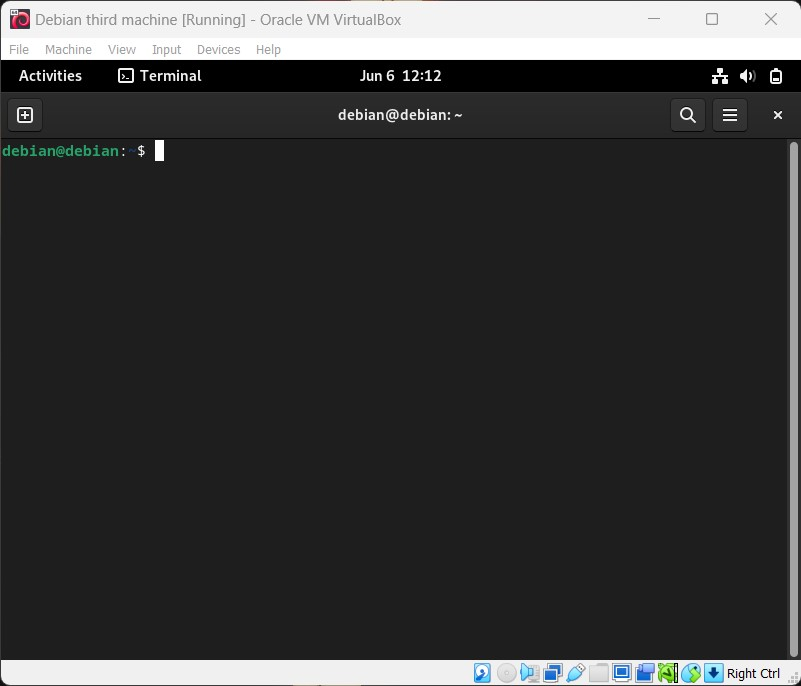 Debian third machine [Running] - Oracle VM VirtualBox
File Machine View Input Devices Help
Activities Terminal Jun 6 12:12
debian@debian: ~
debian@debian:~$
Right Ctrl